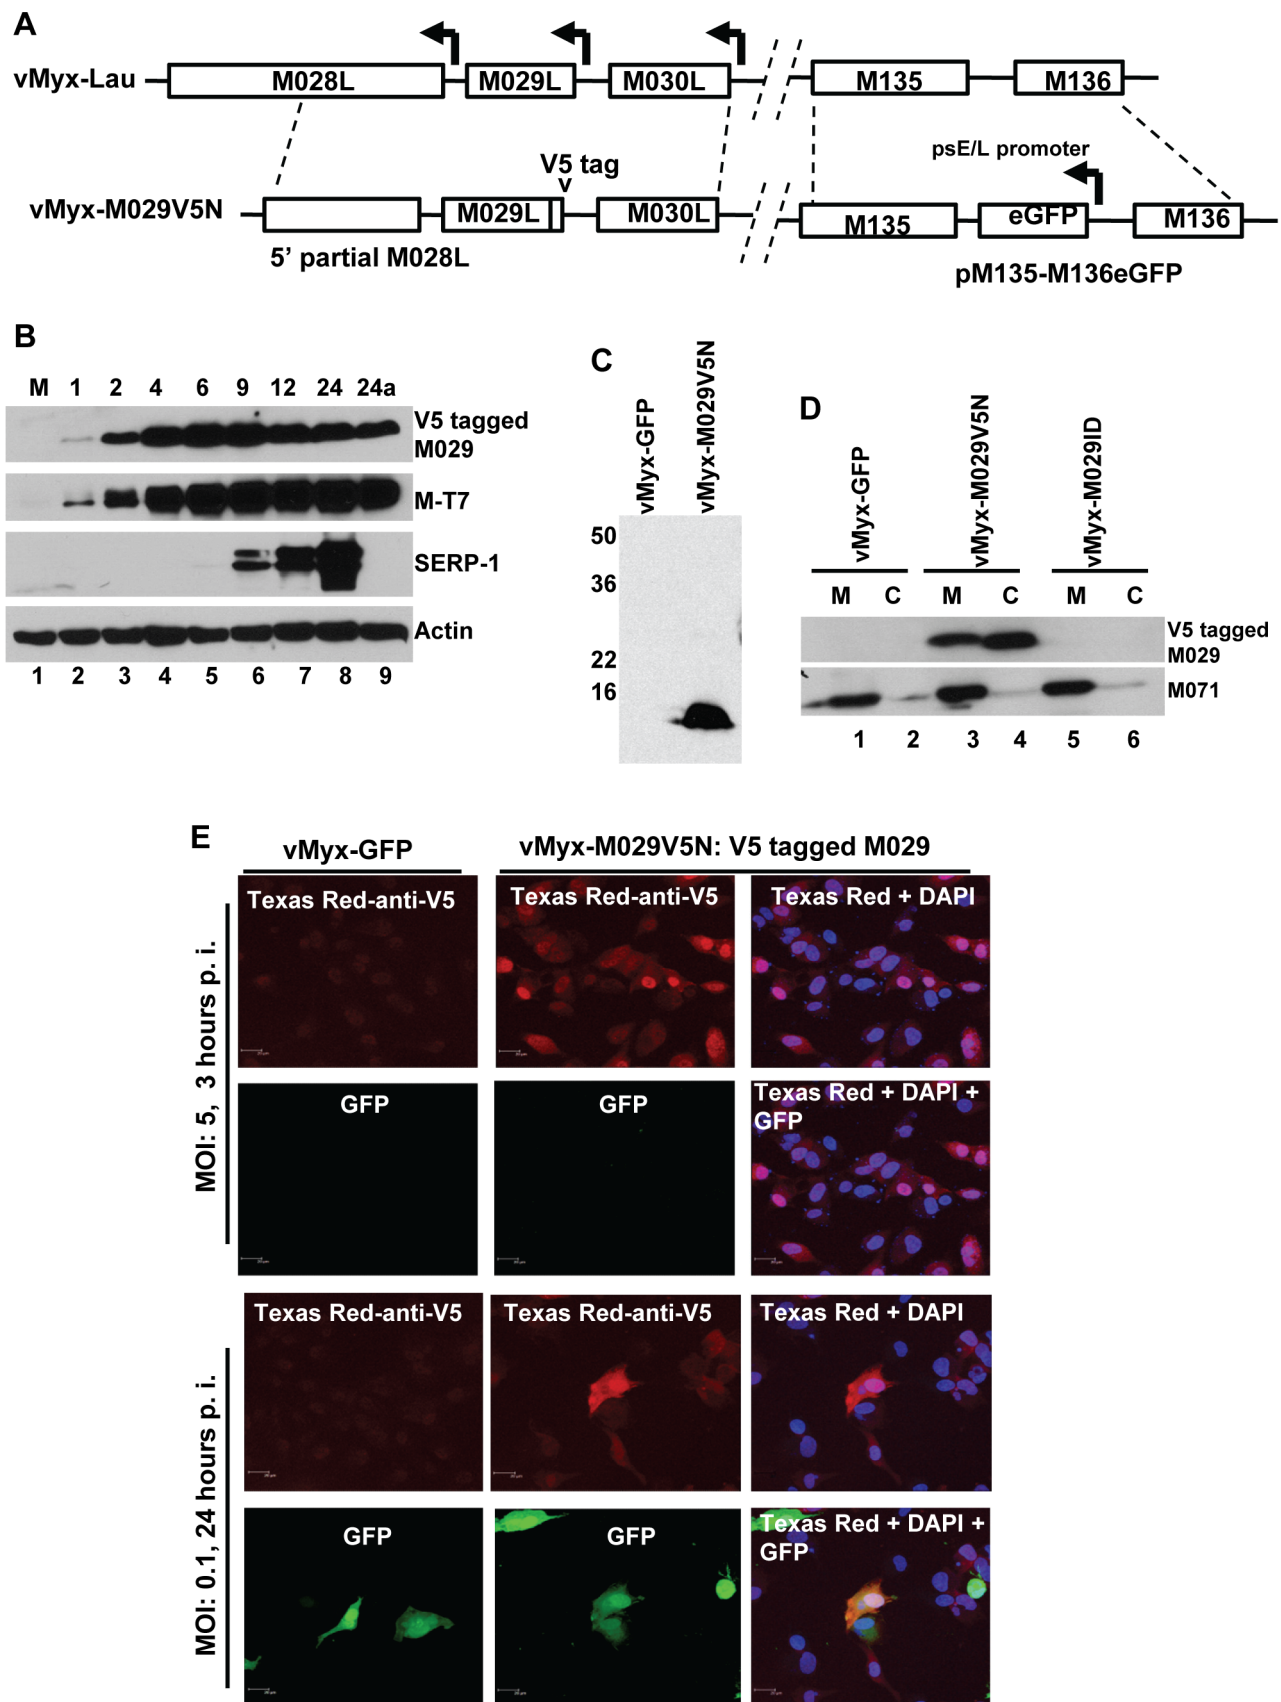 A
vMyx-Lau
M028L
M029L
M030L
M135
M136
V5 tag
v
psE/L promoter
vMyx-M029V5N
M029L
M030L
M135
eGFP
M136
5' partial M028L
pM135-M136eGFP
B
M 1 2 4 6 9 12 24 24a
V5 tagged
M029
M-T7
SERP-1
Actin
1 2 3 4 5 6 7 8 9
C
vMyx-GFP
vMyx-M029V5N
50
36
22
16
D
vMyx-GFP
vMyx-M029V5N
vMyx-M029ID
M C M C M C
V5 tagged
M029
M071
1 2 3 4 5 6
E
vMyx-GFP
vMyx-M029V5N: V5 tagged M029
MOI: 5, 3 hours p. i.
Texas Red-anti-V5
Texas Red-anti-V5
Texas Red + DAPI
GFP
GFP
Texas Red + DAPI +
GFP
MOI: 0.1, 24 hours p. i.
Texas Red-anti-V5
Texas Red-anti-V5
Texas Red + DAPI
GFP
GFP
Texas Red + DAPI +
GFP